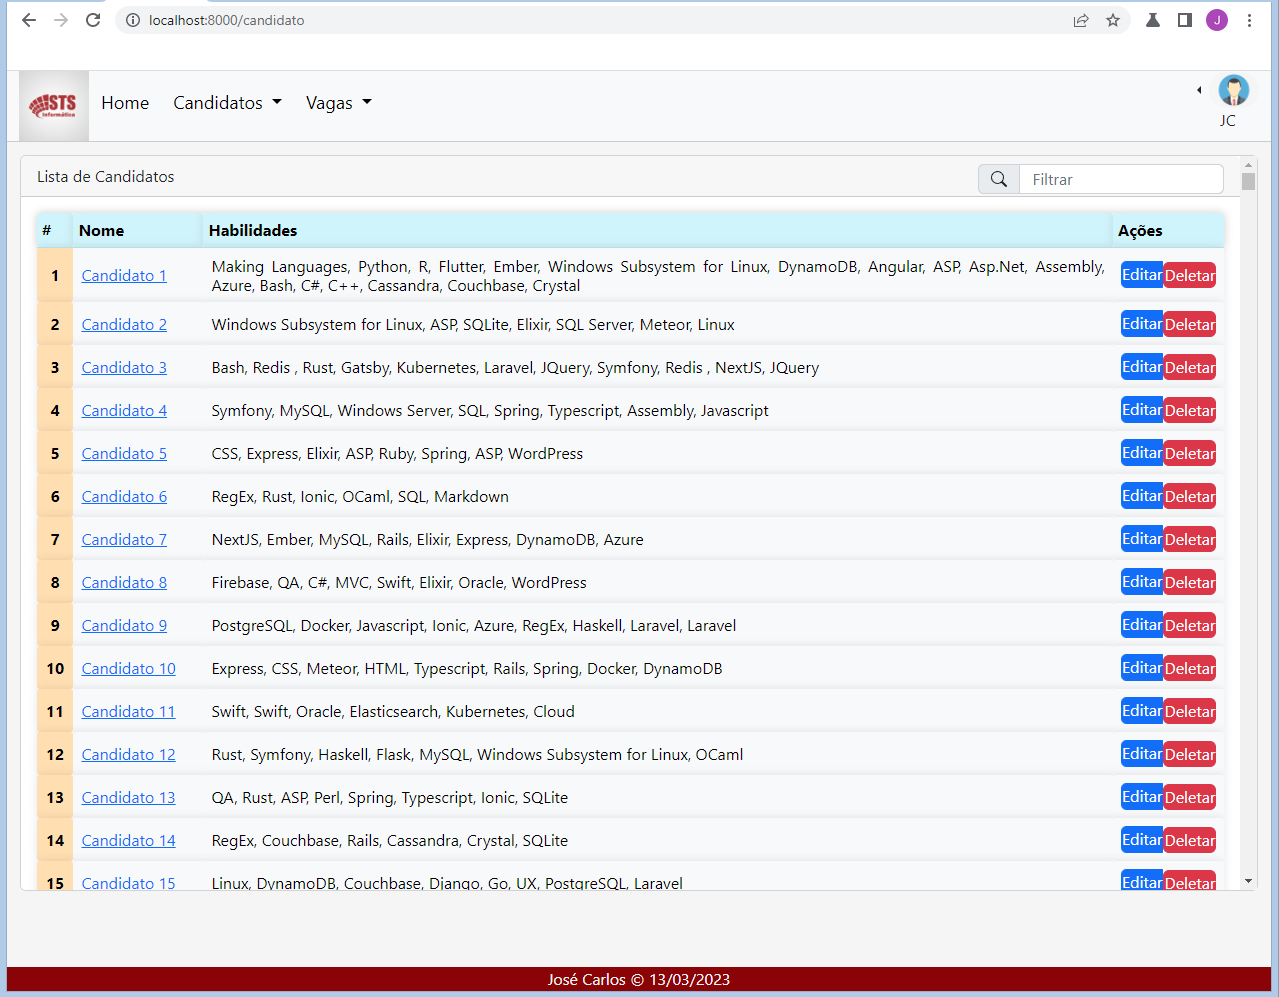 localhost:8000/candidato
J
STS
Informática
Home Candidatos Vagas
JC
Lista de Candidatos
Filtrar
# Nome Habilidades Ações
1 Candidato 1 Making Languages, Python, R, Flutter, Ember, Windows Subsystem for Linux, DynamoDB, Angular, ASP, Asp.Net, Assembly,
Azure, Bash, C#, C++, Cassandra, Couchbase, Crystal Editar Deletar
2 Candidato 2 Windows Subsystem for Linux, ASP, SQLite, Elixir, SQL Server, Meteor, Linux Editar Deletar
3 Candidato 3 Bash, Redis , Rust, Gatsby, Kubernetes, Laravel, JQuery, Symfony, Redis , NextJS, JQuery Editar Deletar
4 Candidato 4 Symfony, MySQL, Windows Server, SQL, Spring, Typescript, Assembly, Javascript Editar Deletar
5 Candidato 5 CSS, Express, Elixir, ASP, Ruby, Spring, ASP, WordPress Editar Deletar
6 Candidato 6 RegEx, Rust, Ionic, OCaml, SQL, Markdown Editar Deletar
7 Candidato 7 NextJS, Ember, MySQL, Rails, Elixir, Express, DynamoDB, Azure Editar Deletar
8 Candidato 8 Firebase, QA, C#, MVC, Swift, Elixir, Oracle, WordPress Editar Deletar
9 Candidato 9 PostgreSQL, Docker, Javascript, Ionic, Azure, RegEx, Haskell, Laravel, Laravel Editar Deletar
10 Candidato 10 Express, CSS, Meteor, HTML, Typescript, Rails, Spring, Docker, DynamoDB Editar Deletar
11 Candidato 11 Swift, Swift, Oracle, Elasticsearch, Kubernetes, Cloud Editar Deletar
12 Candidato 12 Rust, Symfony, Haskell, Flask, MySQL, Windows Subsystem for Linux, OCaml Editar Deletar
13 Candidato 13 QA, Rust, ASP, Perl, Spring, Typescript, Ionic, SQLite Editar Deletar
14 Candidato 14 RegEx, Couchbase, Rails, Cassandra, Crystal, SQLite Editar Deletar
15 Candidato 15 Linux, DynamoDB, Couchbase, Django, Go, UX, PostgreSQL, Laravel Editar Deletar
José Carlos © 13/03/2023